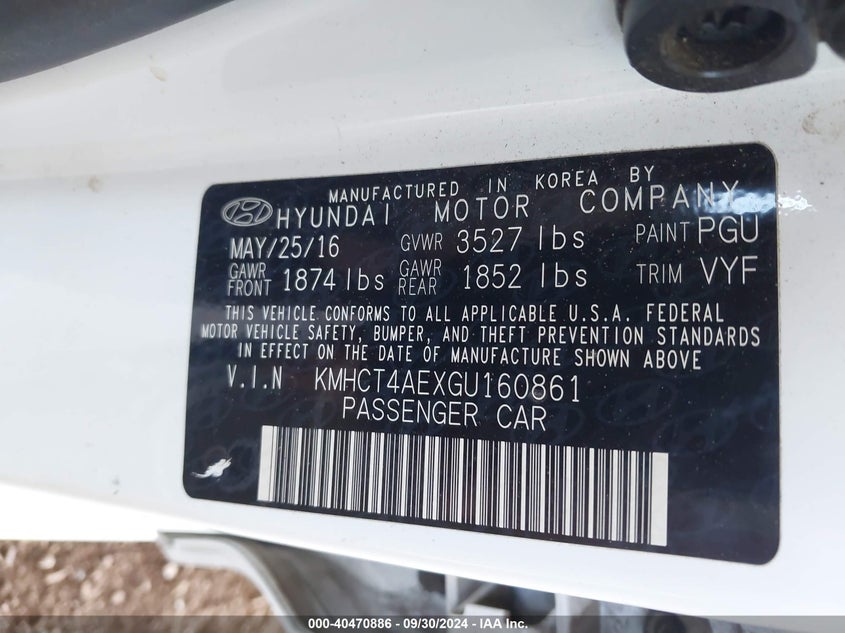 MANUFACTURED IN KOREA BY
HYUNDAI MOTOR COMPANY
MAY/25/16 GVWR 3527 lbs PAINT PGU
GAWR FRONT 1874 lbs GAWR REAR 1852 lbs TRIM VYF
THIS VEHICLE CONFORMS TO ALL APPLICABLE U.S.A. FEDERAL
MOTOR VEHICLE SAFETY, BUMPER, AND THEFT PREVENTION STANDARDS
IN EFFECT ON THE DATE OF MANUFACTURE SHOWN ABOVE
V.I.N KMHCT4AEXGU160861
PASSENGER CAR
000-40470886 - 09/30/2024 - IAA Inc.